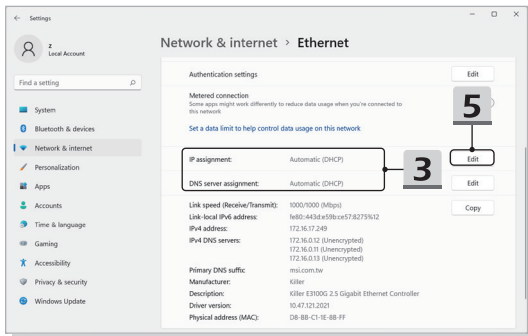 ← Settings
z
Local Account
Find a setting
System
Bluetooth & devices
Network & internet
Personalization
Apps
Accounts
Time & language
Gaming
Accessibility
Privacy & security
Windows Update
Network & internet > Ethernet
Authentication settings Edit
Metered connection
Some apps might work differently to reduce data usage when you're connected to
this network
5
Set a data limit to help control data usage on this network
IP assignment: Automatic (DHCP) Edit
3
DNS server assignment: Automatic (DHCP) Edit
Link speed (Receive/Transmit): 1000/1000 (Mbps) Copy
Link-local IPv6 address: fe80::443d:e59b:ce57:8275%12
IPv4 address: 172.16.17.249
IPv4 DNS servers: 172.16.0.12 (Unencrypted)
172.16.0.11 (Unencrypted)
172.16.0.13 (Unencrypted)
Primary DNS suffix: msi.com.tw
Manufacturer: Killer
Description: Killer E3100G 2.5 Gigabit Ethernet Controller
Driver version: 10.47.121.2021
Physical address (MAC): D8-BB-C1-1E-8B-FF